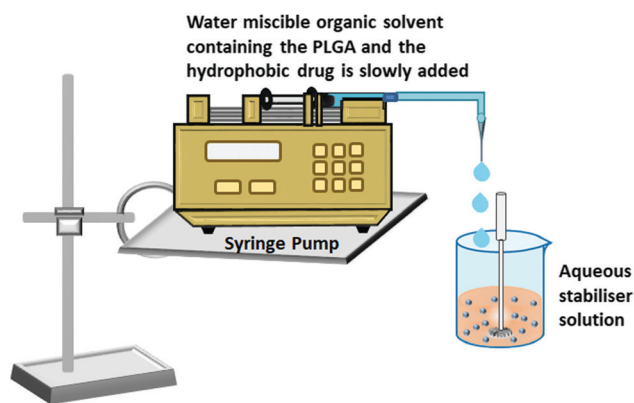 Water miscible organic solvent
containing the PLGA and the
hydrophobic drug is slowly added
Syringe Pump
Aqueous
stabiliser
solution